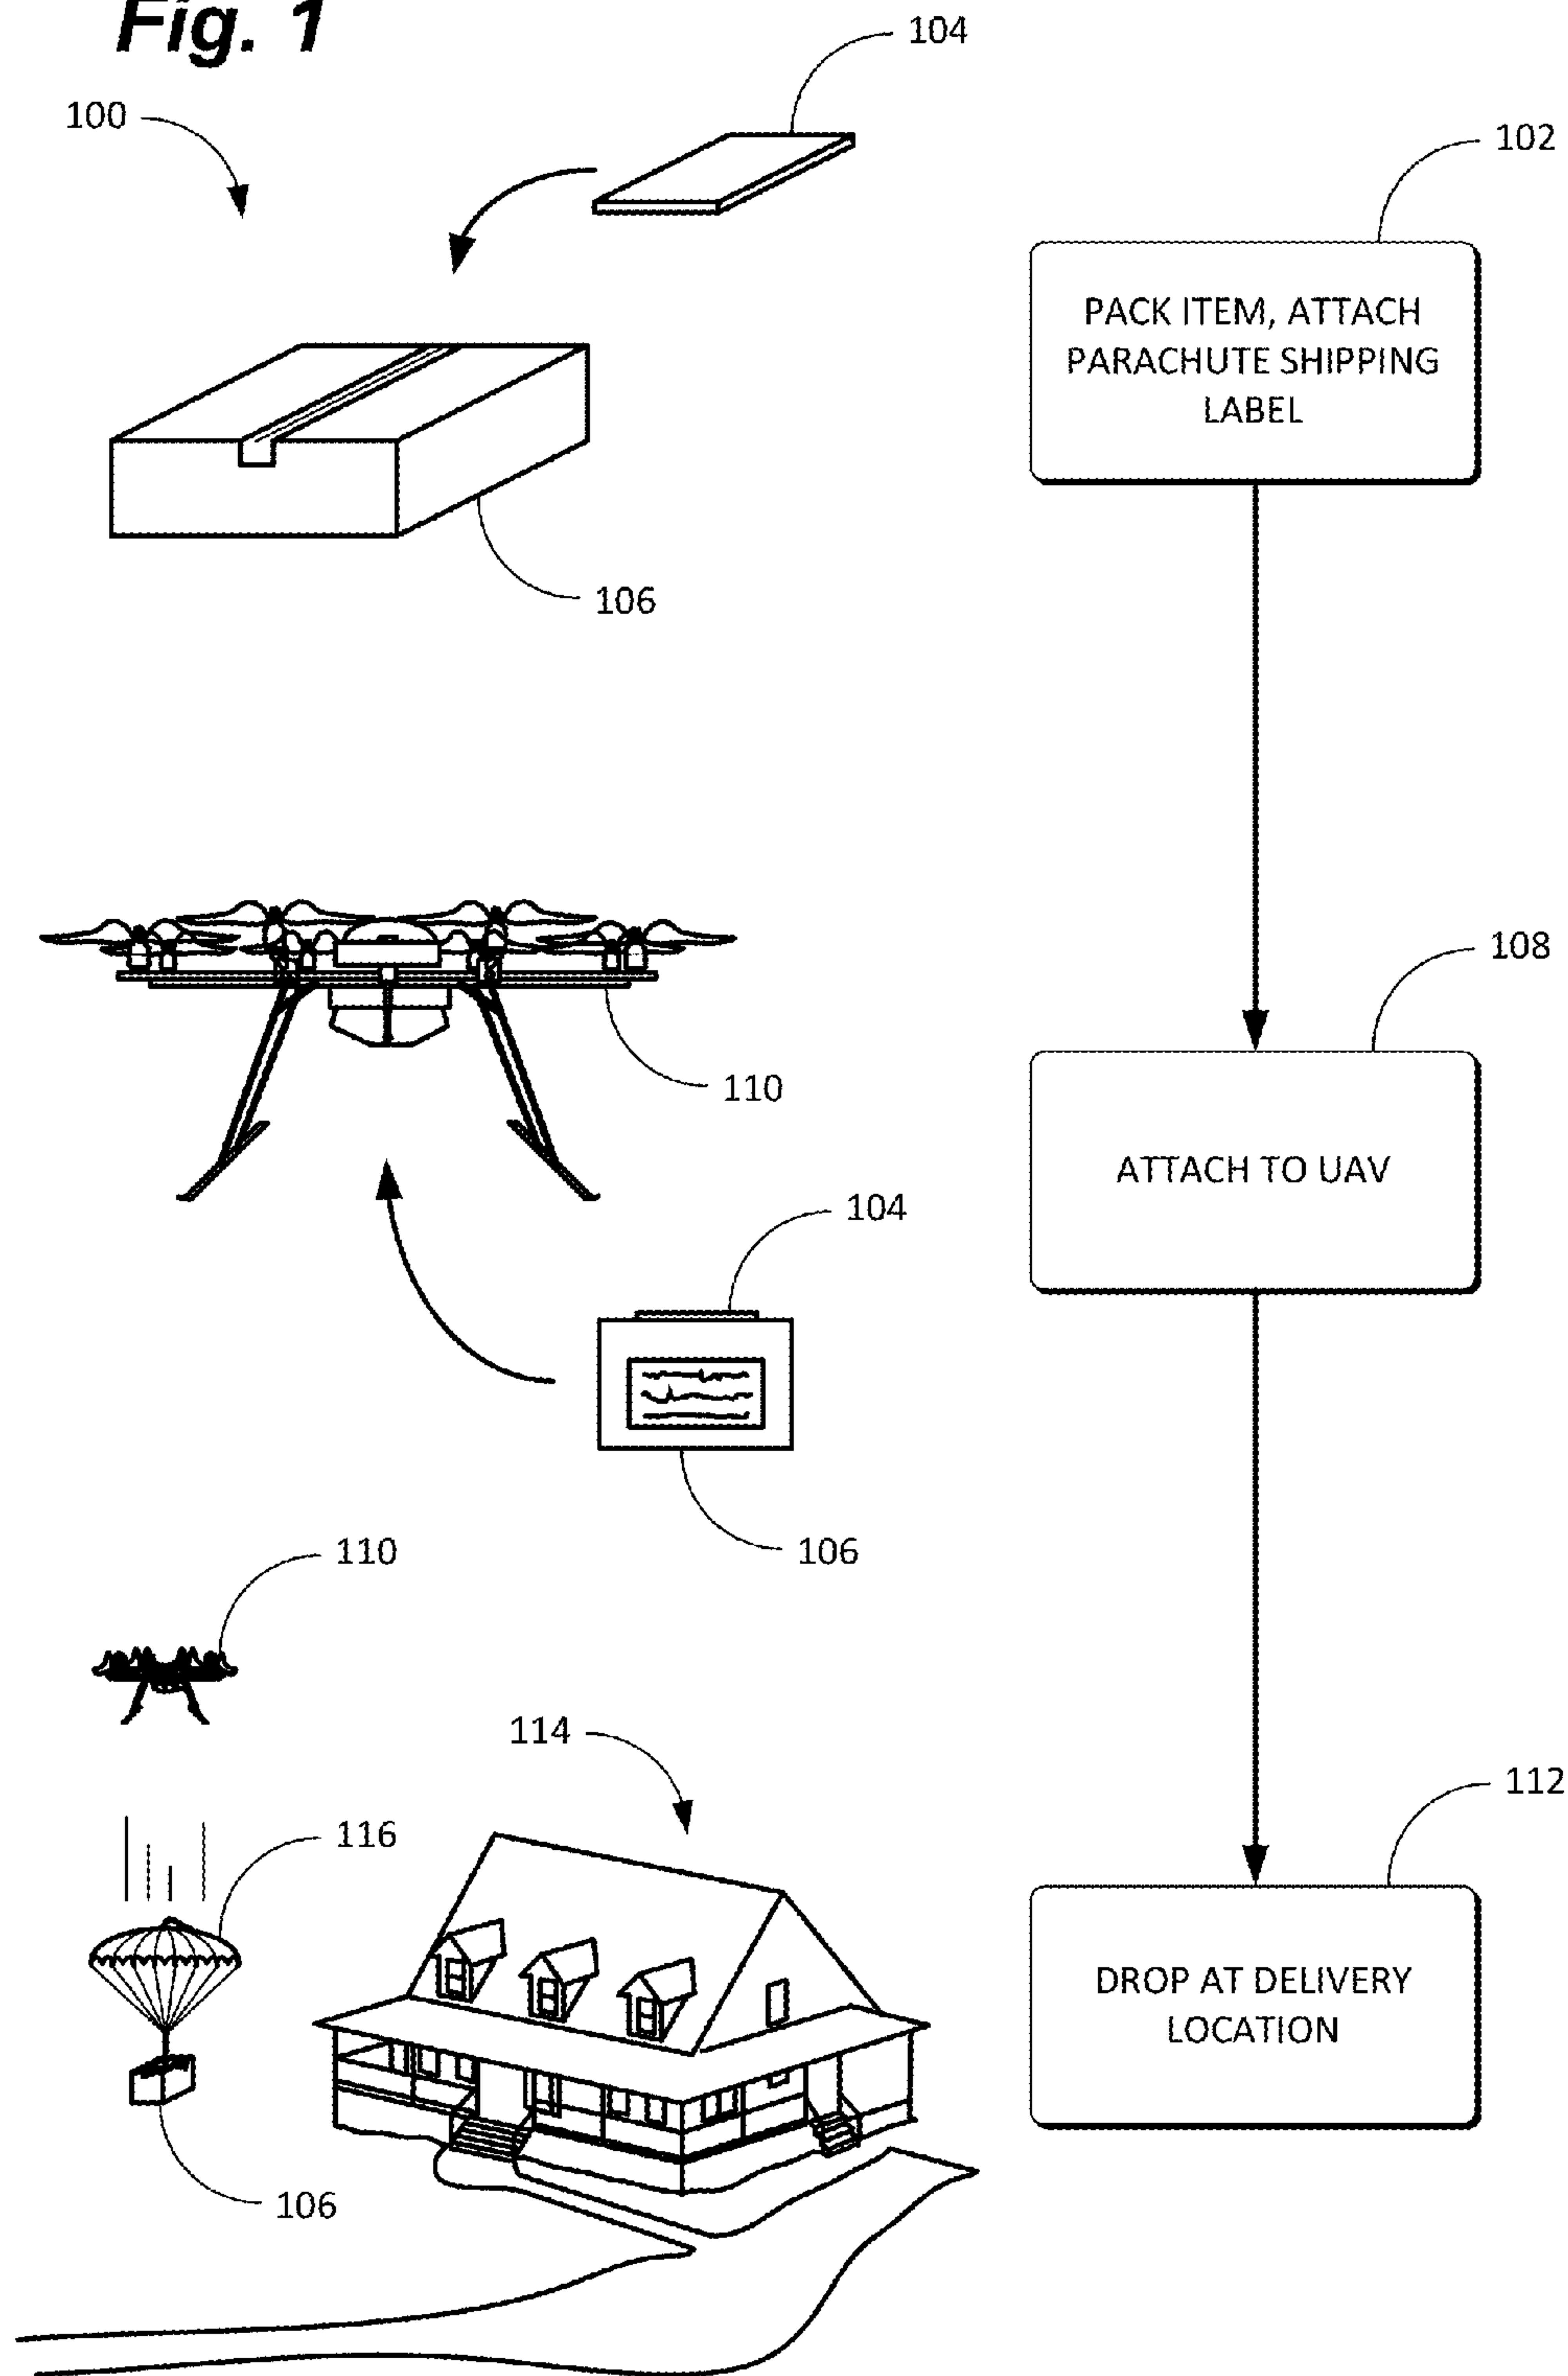 Fig. 1
104
100
102
PACK ITEM, ATTACH
PARACHUTE SHIPPING
LABEL
106
108
110
ATTACH TO UAV
104
106
110
114
112
116
DROP AT DELIVERY
LOCATION
106